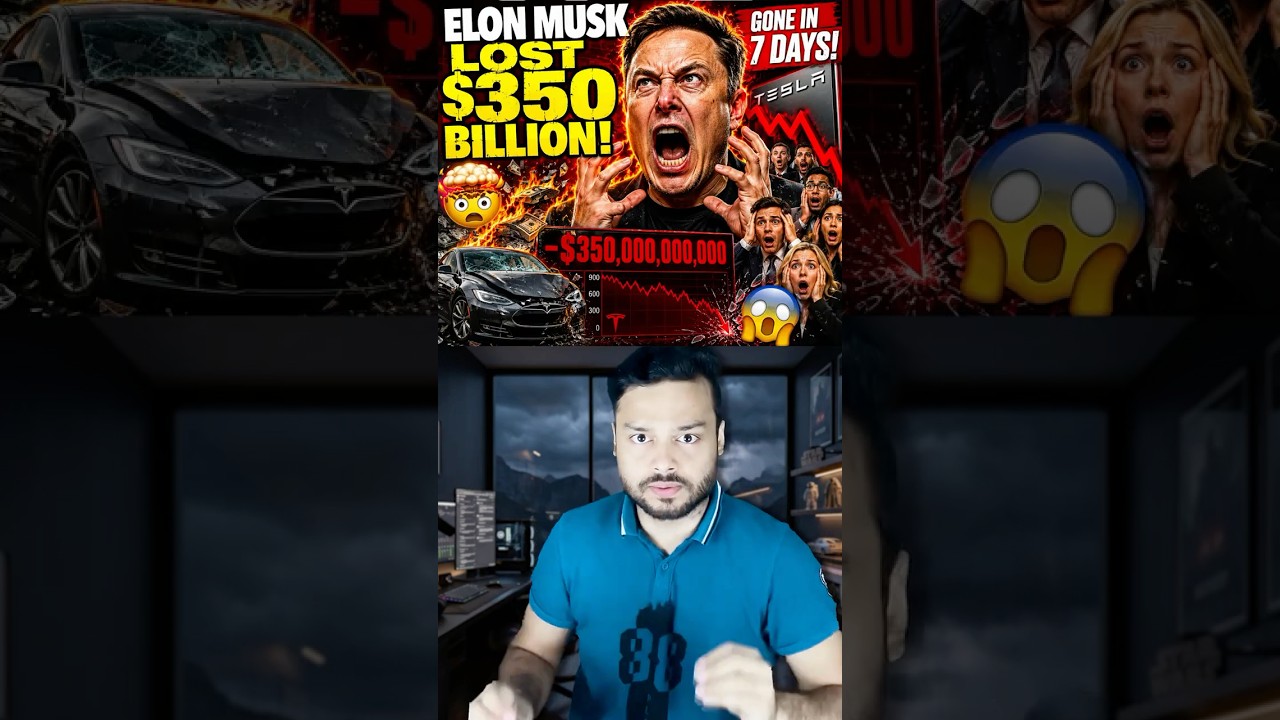 ELON MUSK
LOST
$350
BILLION!
GONE IN
7 DAYS!
TESLA
-$350,000,000,000
900
600
300
0
88